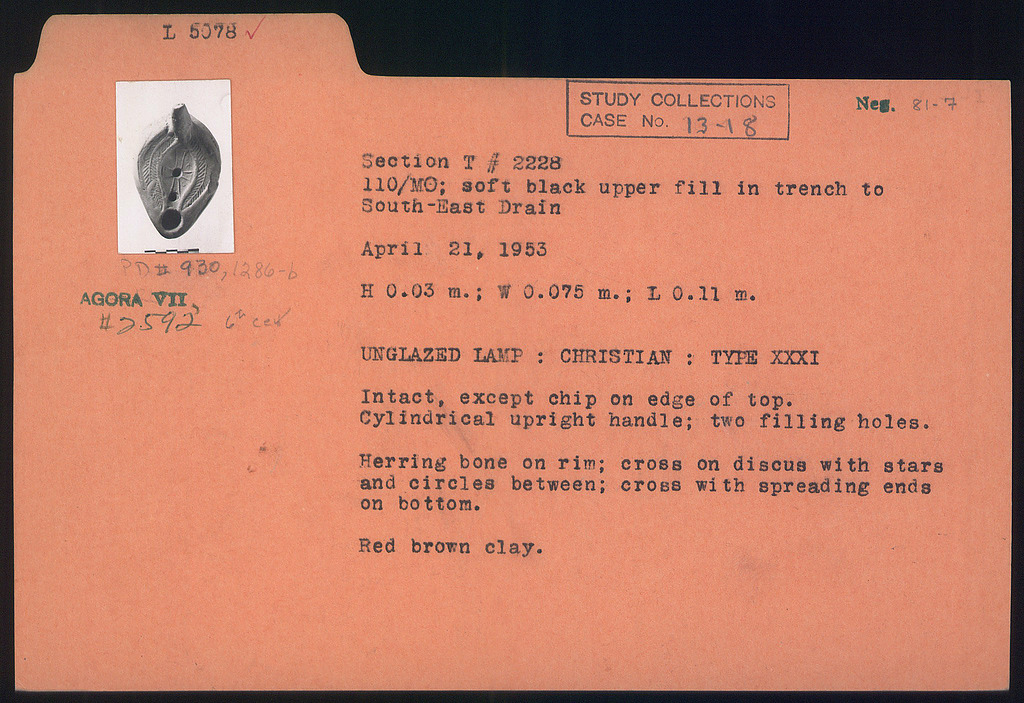 L 5078 ✓
STUDY COLLECTIONS
CASE No. 13-18
Neg. 81-7
Section T # 2228
110/MΘ; soft black upper fill in trench to
South-East Drain
April 21, 1953
H 0.03 m.; W 0.075 m.; L 0.11 m.
PD # 930, 1286-b
AGORA VII,
#2592 6th cent
UNGLAZED LAMP : CHRISTIAN : TYPE XXXI
Intact, except chip on edge of top.
Cylindrical upright handle; two filling holes.
Herring bone on rim; cross on discus with stars
and circles between; cross with spreading ends
on bottom.
Red brown clay.